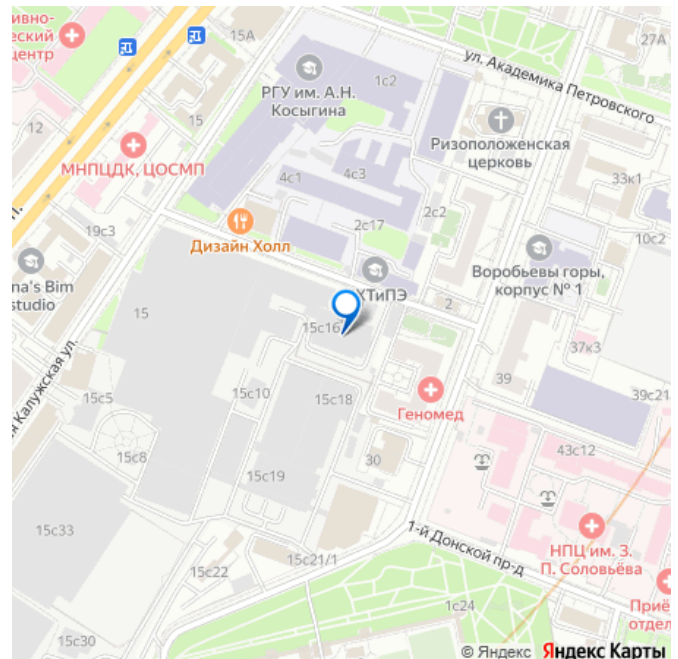 ивно-
еский
центр
15А
27А
ул. Академика Петровского
1с2
РГУ им. А.Н.
Косыгина
12
15
МНПЦДК, ЦОСМП
Ризоположенская
церковь
4с1
4с3
33к1
2с2
2с17
19с3
Дизайн Холл
10с2
na's Bim
studio
ХТиПЭ
Воробьевы горы,
корпус № 1
2
15
15с16
37к3
39
я Калужская ул.
15с5
15с10
15с18
Геномед
39с21
15с8
43с12
30
15с19
15с33
1-й Донской пр-д
НПЦ им. З.
П. Соловьёва
15с21/1
15с22
Приё
отдел
1с24
15с30
© Яндекс Яндекс Карты